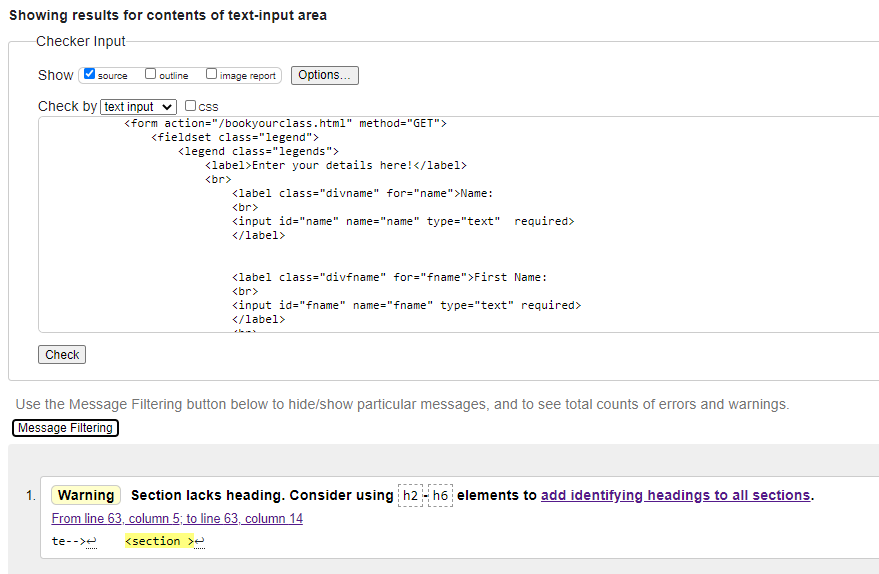 Showing results for contents of text-input area
Checker Input
Show source outline image report Options...
Check by text input css
<form action="/bookyourclass.html" method="GET">
<fieldset class="legend">
<legend class="legends">
<label>Enter your details here!</label>
<br>
<label class="divname" for="name">Name:
<br>
<input id="name" name="name" type="text"  required>
</label>
<label class="divfname" for="fname">First Name:
<br>
<input id="fname" name="fname" type="text" required>
</label>
<br>
Check
Use the Message Filtering button below to hide/show particular messages, and to see total counts of errors and warnings.
Message Filtering
1. Warning Section lacks heading. Consider using h2-h6 elements to add identifying headings to all sections.
From line 63, column 5; to line 63, column 14
te-->↩ <section >↩